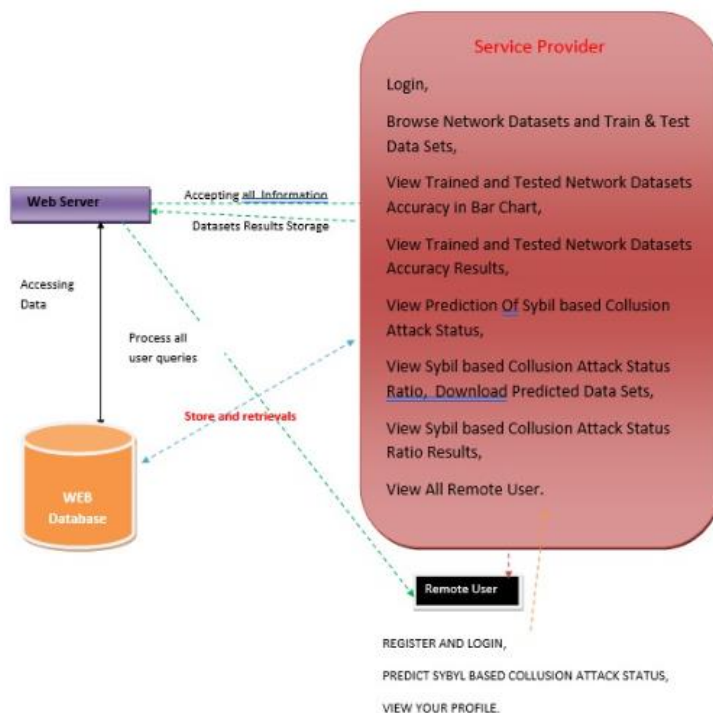 Service Provider
Login,
Browse Network Datasets and Train & Test
Data Sets,
View Trained and Tested Network Datasets
Accuracy in Bar Chart,
View Trained and Tested Network Datasets
Accuracy Results,
View Prediction Of Sybil based Collusion
Attack Status,
View Sybil based Collusion Attack Status
Ratio, Download Predicted Data Sets,
View Sybil based Collusion Attack Status
Ratio Results,
View All Remote User.
Web Server
Accepting all Information
Datasets Results Storage
Accessing
Data
Process all
user queries
Store and retrievals
WEB
Database
Remote User
REGISTER AND LOGIN,
PREDICT SYBYL BASED COLLUSION ATTACK STATUS,
VIEW YOUR PROFILE.